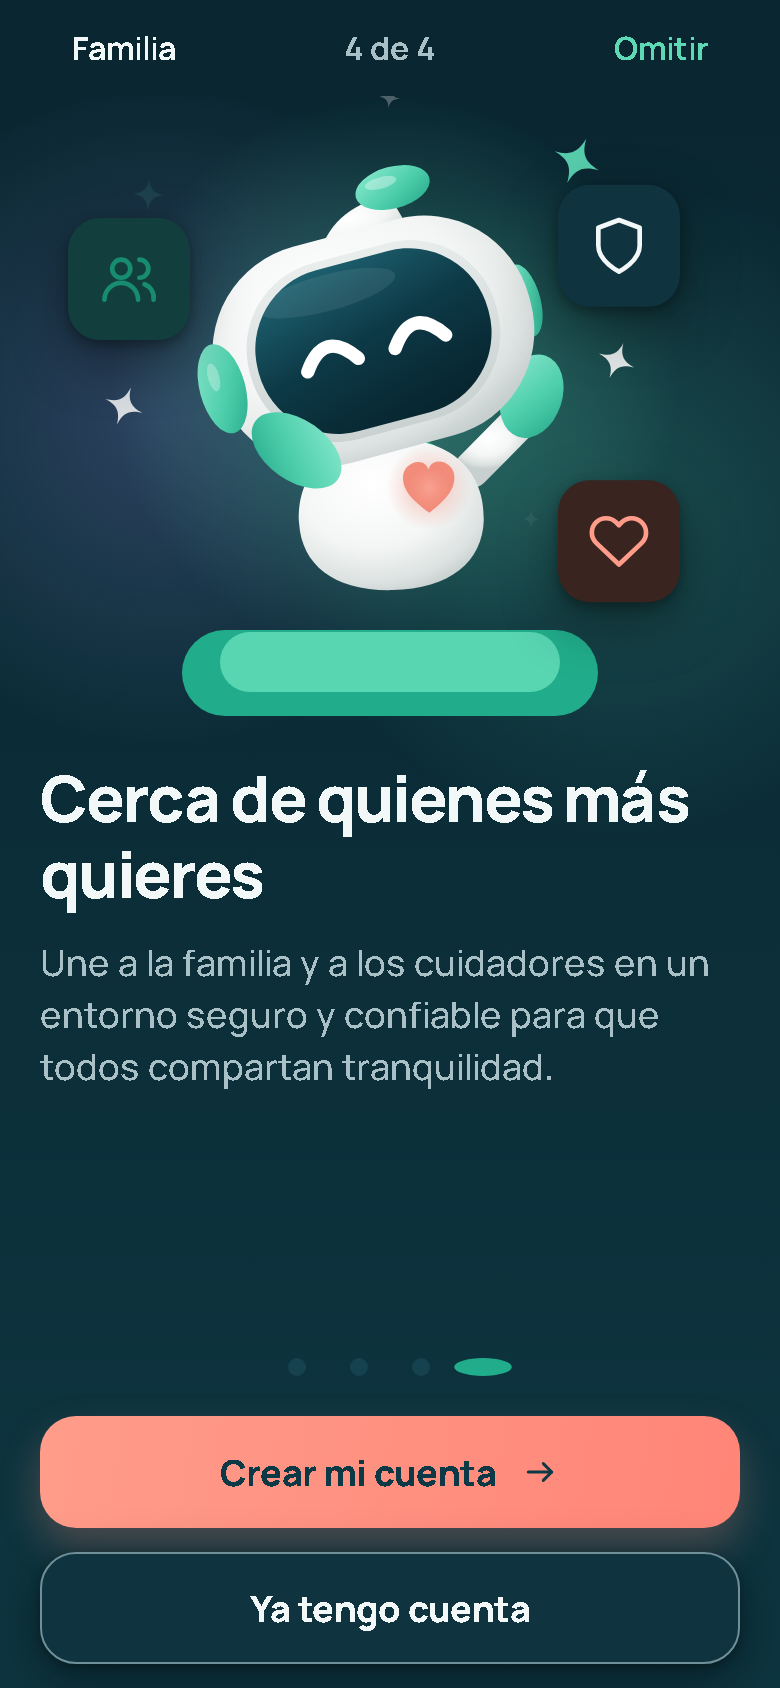 Familia
4 de 4
Omitir
Cerca de quienes más
quieres
Une a la familia y a los cuidadores en un
entorno seguro y confiable para que
todos compartan tranquilidad.
Crear mi cuenta →
Ya tengo cuenta